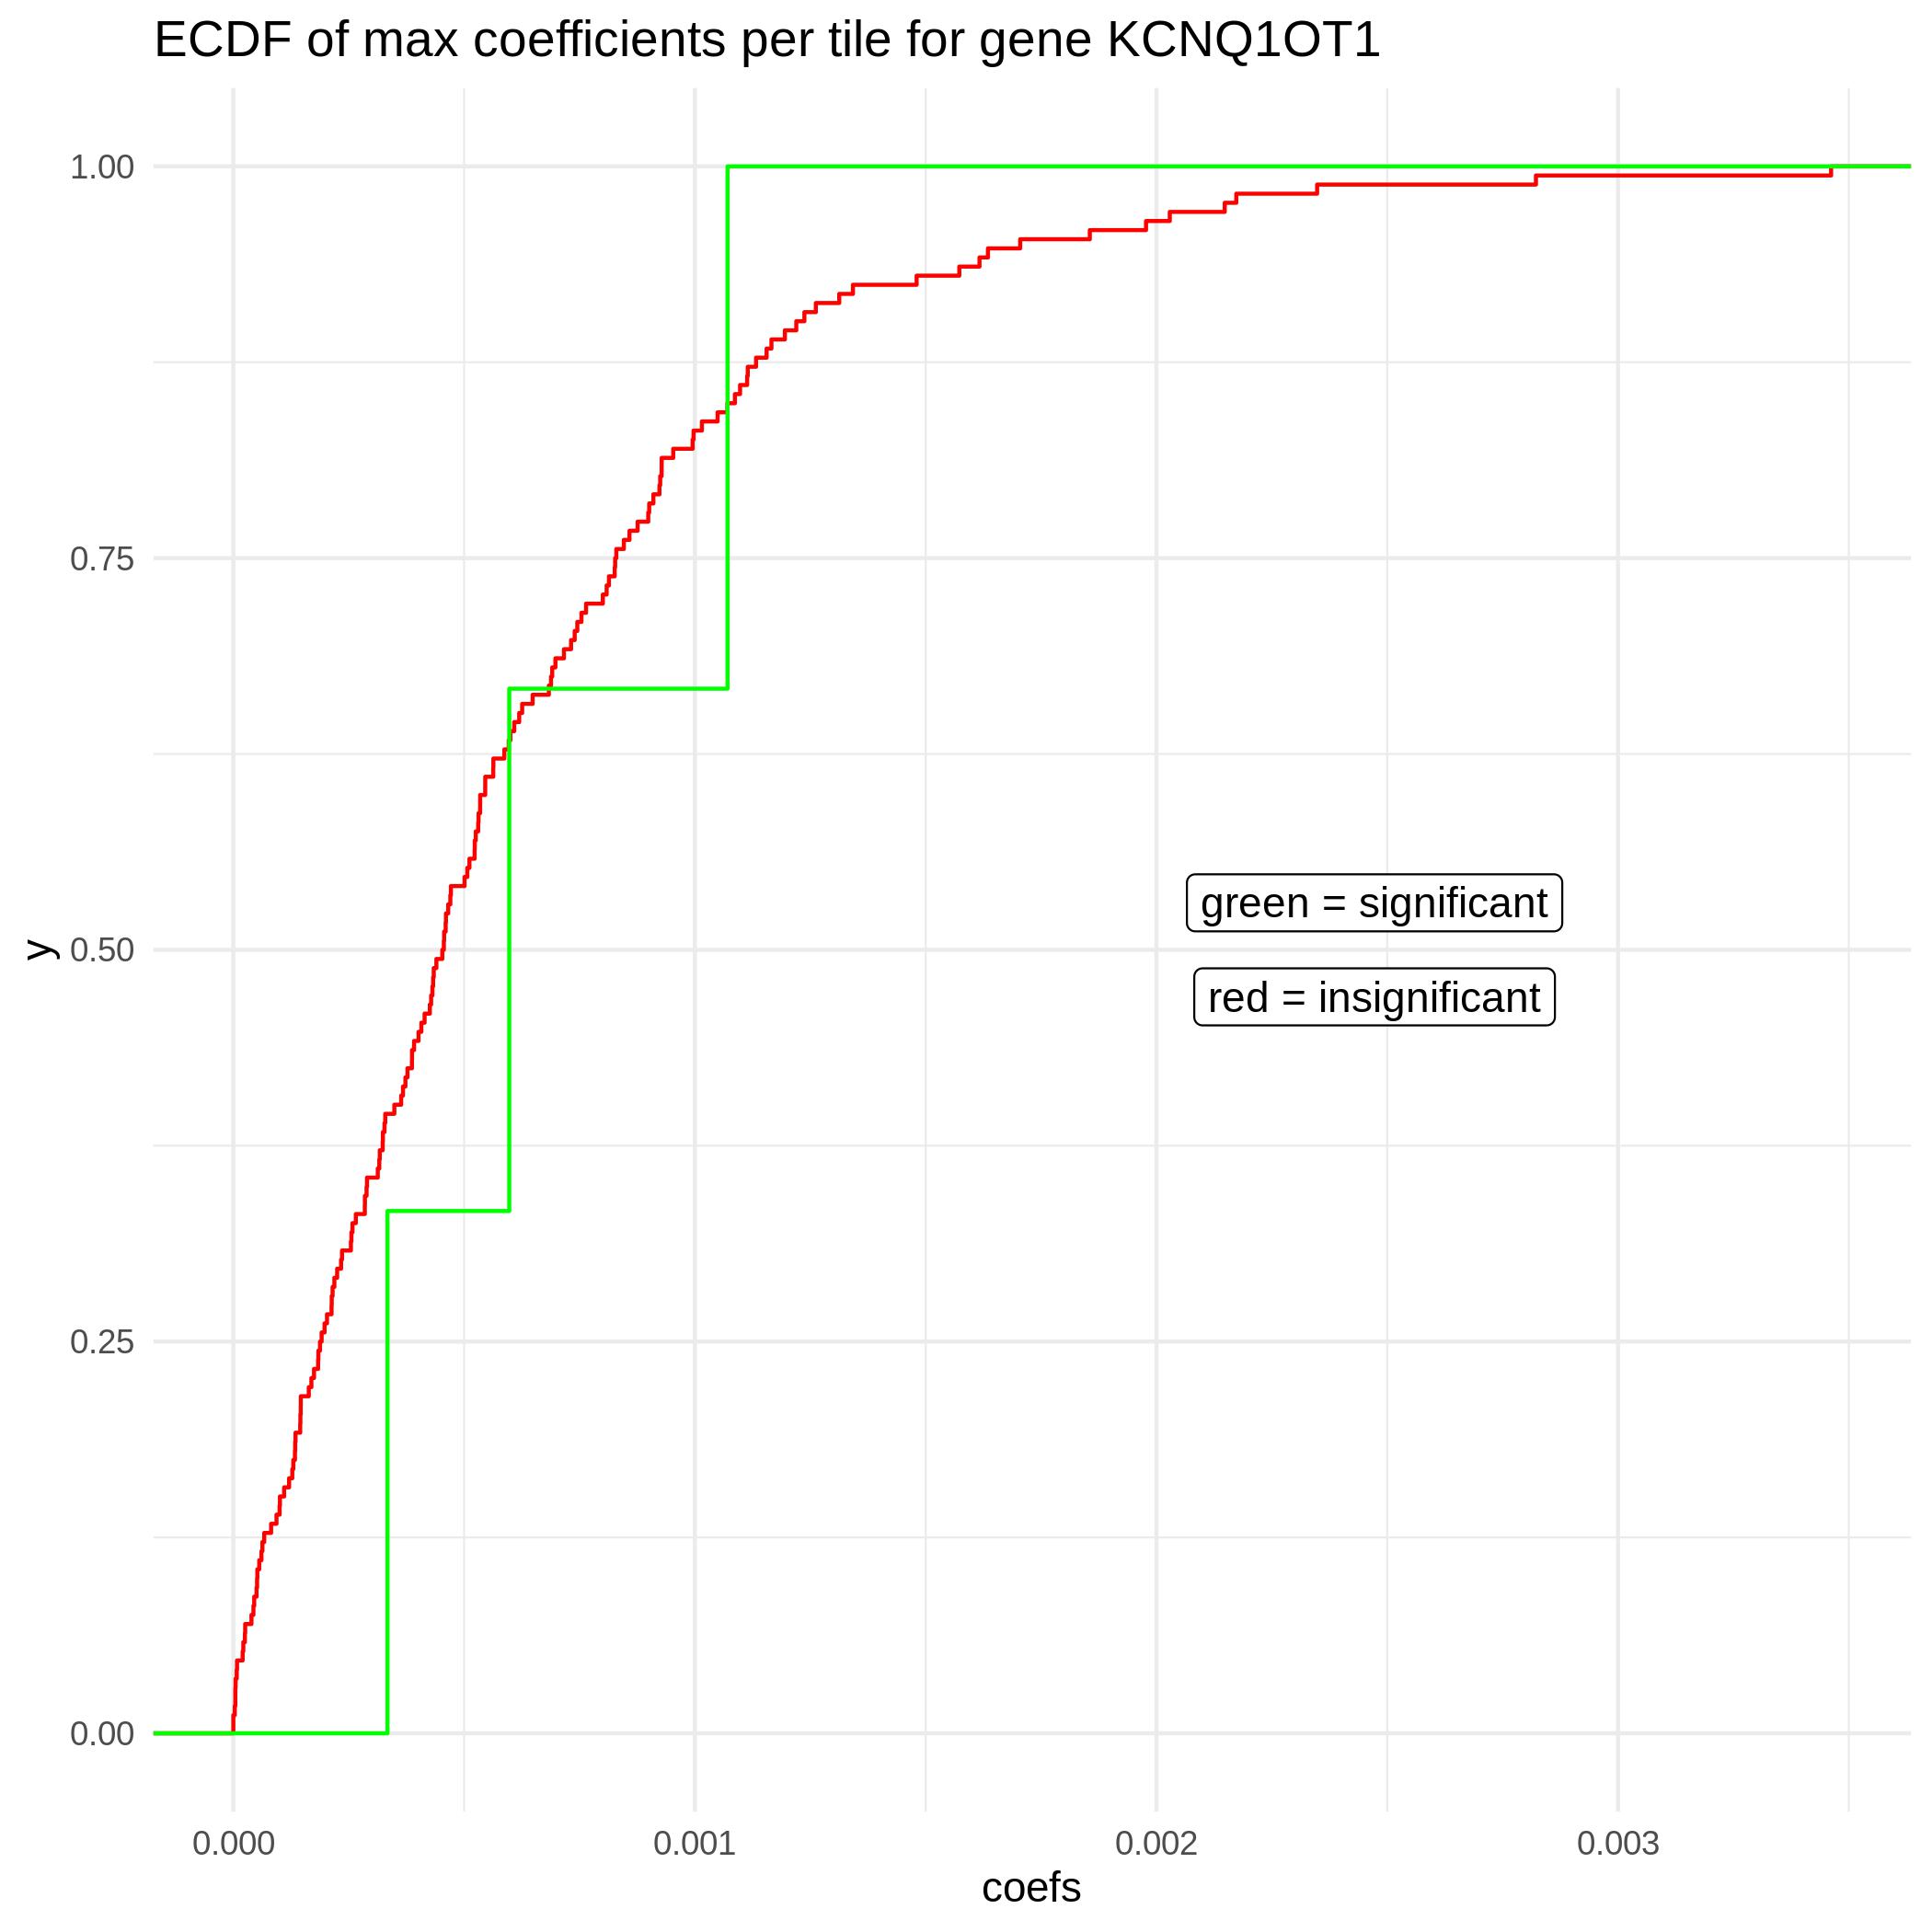 ECDF of max coefficients per tile for gene KCNQ1OT1
1.00
0.75
0.50
0.25
0.00
y
green = significant
red = insignificant
0.000
0.001
0.002
0.003
coefs